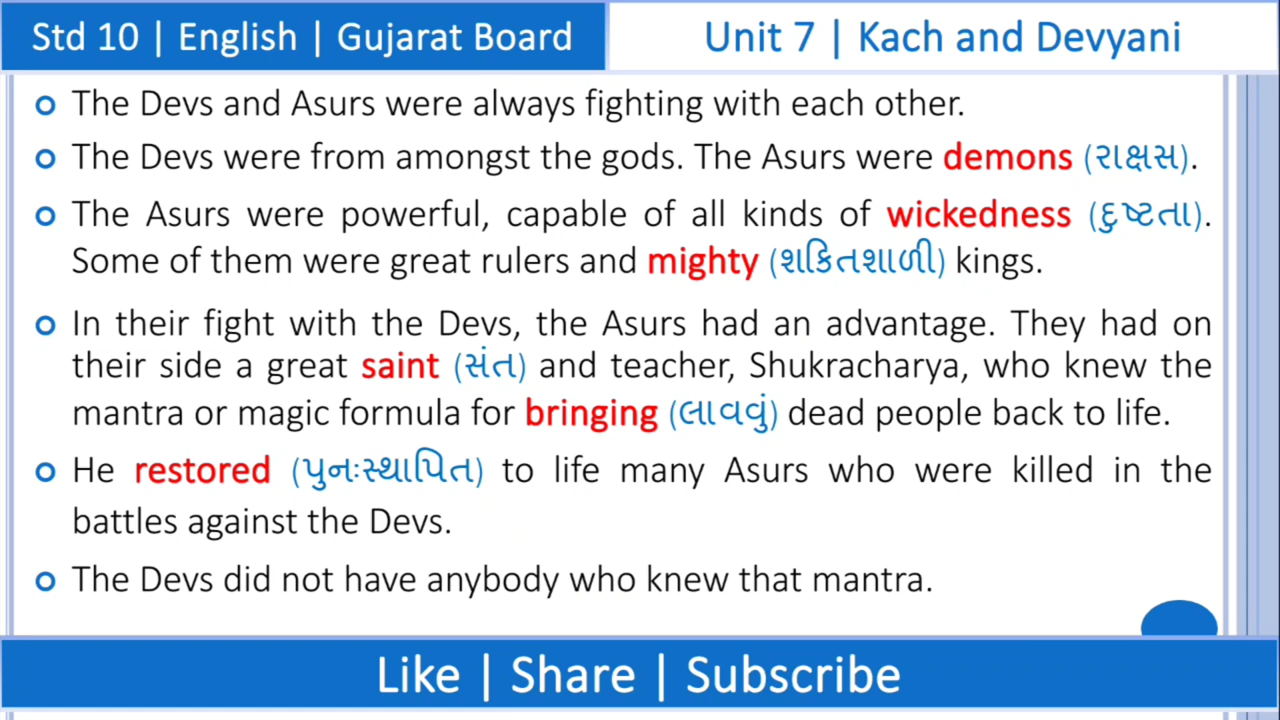 Std 10 | English | Gujarat Board
Unit 7 | Kach and Devyani
The Devs and Asurs were always fighting with each other.
The Devs were from amongst the gods. The Asurs were demons (રાક્ષસ).
The Asurs were powerful, capable of all kinds of wickedness (દુષ્ટતા).
Some of them were great rulers and mighty (શકિતશાળી) kings.
In their fight with the Devs, the Asurs had an advantage. They had on
their side a great saint (સંત) and teacher, Shukracharya, who knew the
mantra or magic formula for bringing (લાવવું) dead people back to life.
He restored (પુનઃસ્થાપિત) to life many Asurs who were killed in the
battles against the Devs.
The Devs did not have anybody who knew that mantra.
Like | Share | Subscribe